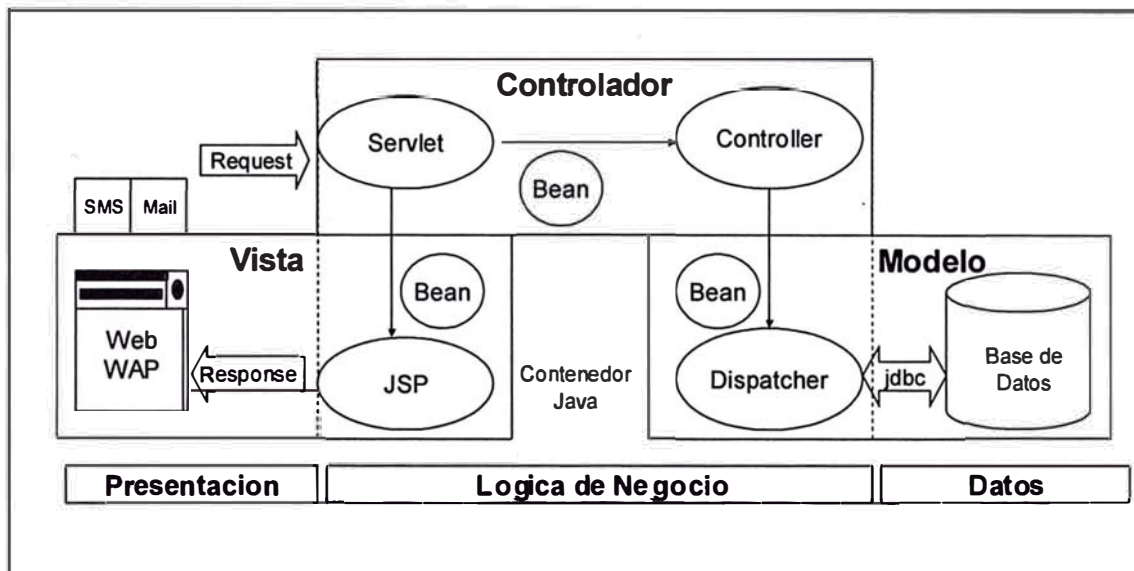 Controlador
Servlet
Controller
Request
Bean
SMS
Mail
Vista
Modelo
Bean
Bean
Web
WAP
Response
JSP
Contenedor
Java
Dispatcher
jdbc
Base de
Datos
Presentacion
Logica de Negocio
Datos